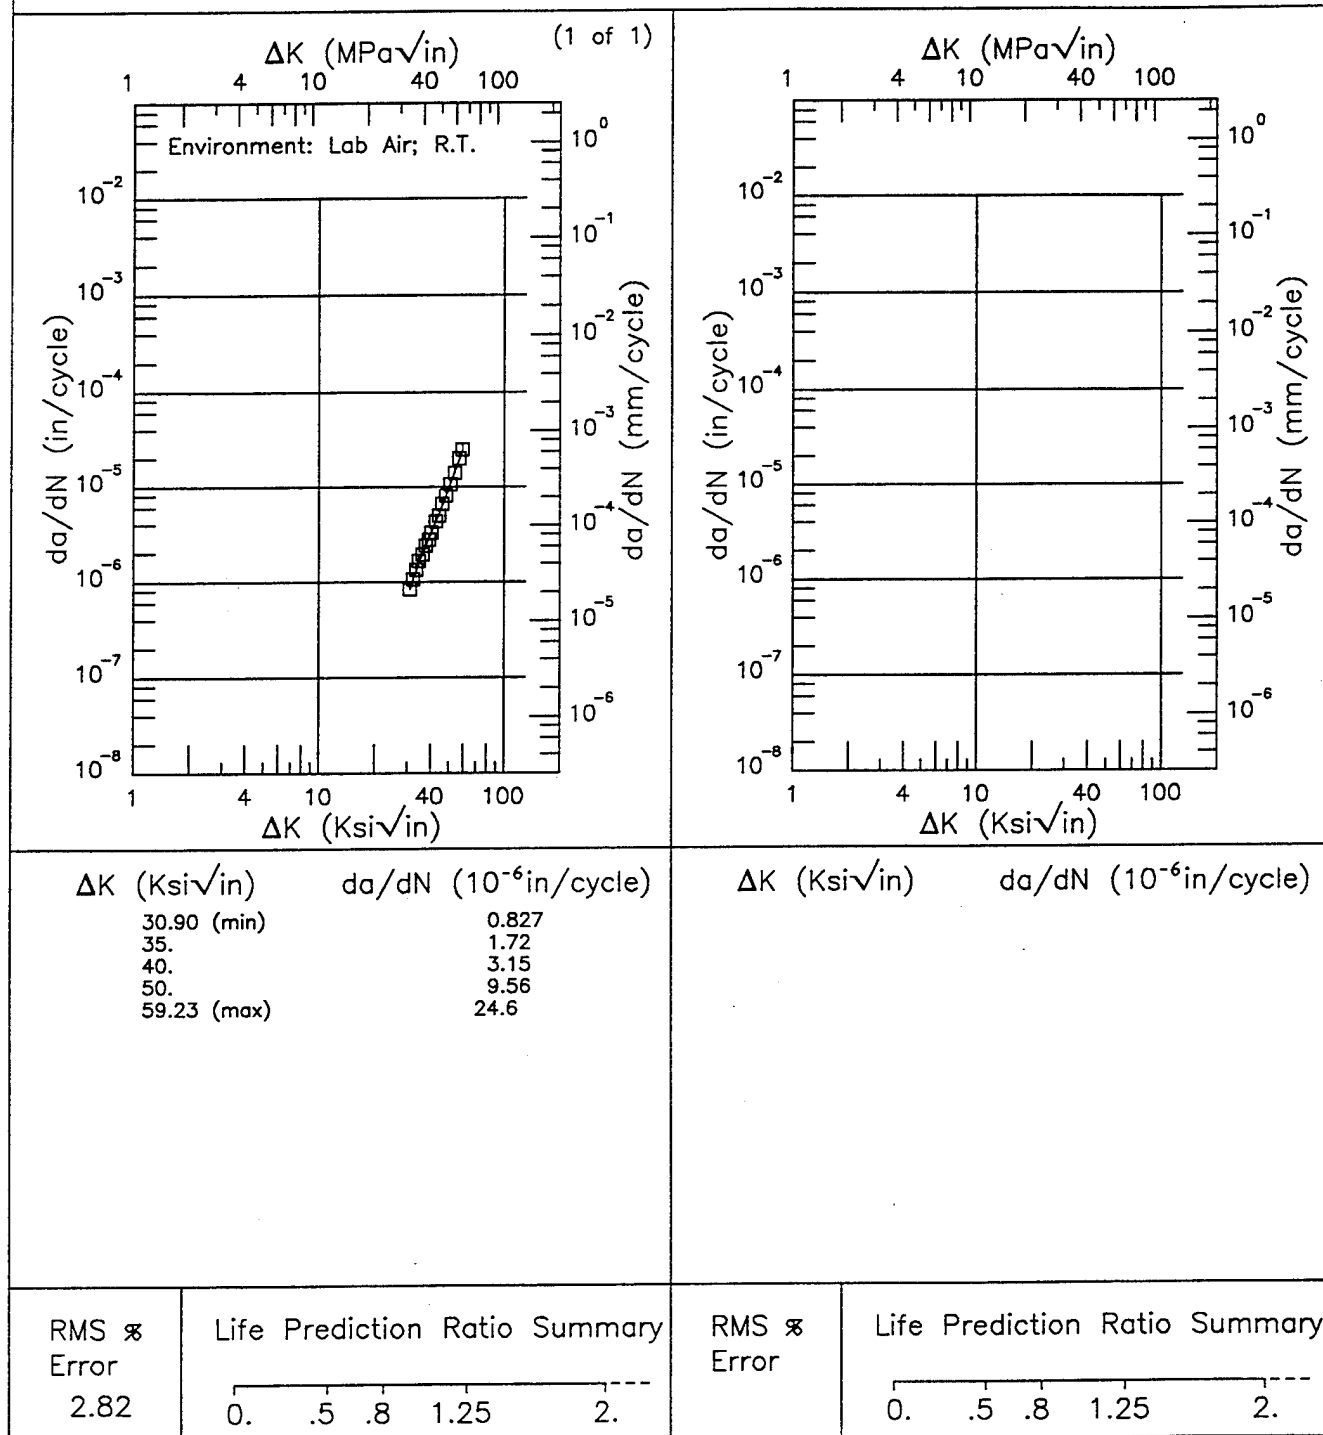 (1 of 1)
ΔK (MPa√in)
1 4 10 40 100
Environment: Lab Air; R.T.
da/dN (in/cycle)
10⁻²
10⁻³
10⁻⁴
10⁻⁵
10⁻⁶
10⁻⁷
10⁻⁸
da/dN (mm/cycle)
10⁰
10⁻¹
10⁻²
10⁻³
10⁻⁴
10⁻⁵
10⁻⁶
1 4 10 40 100
ΔK (Ksi√in)
ΔK (Ksi√in) da/dN (10⁻⁶in/cycle)
30.90 (min) 0.827
35. 1.72
40. 3.15
50. 9.56
59.23 (max) 24.6
RMS %
Error
2.82
Life Prediction Ratio Summary
0. .5 .8 1.25 2.
ΔK (MPa√in)
1 4 10 40 100
da/dN (in/cycle)
10⁻²
10⁻³
10⁻⁴
10⁻⁵
10⁻⁶
10⁻⁷
10⁻⁸
da/dN (mm/cycle)
10⁰
10⁻¹
10⁻²
10⁻³
10⁻⁴
10⁻⁵
10⁻⁶
1 4 10 40 100
ΔK (Ksi√in)
ΔK (Ksi√in) da/dN (10⁻⁶in/cycle)
RMS %
Error
Life Prediction Ratio Summary
0. .5 .8 1.25 2.